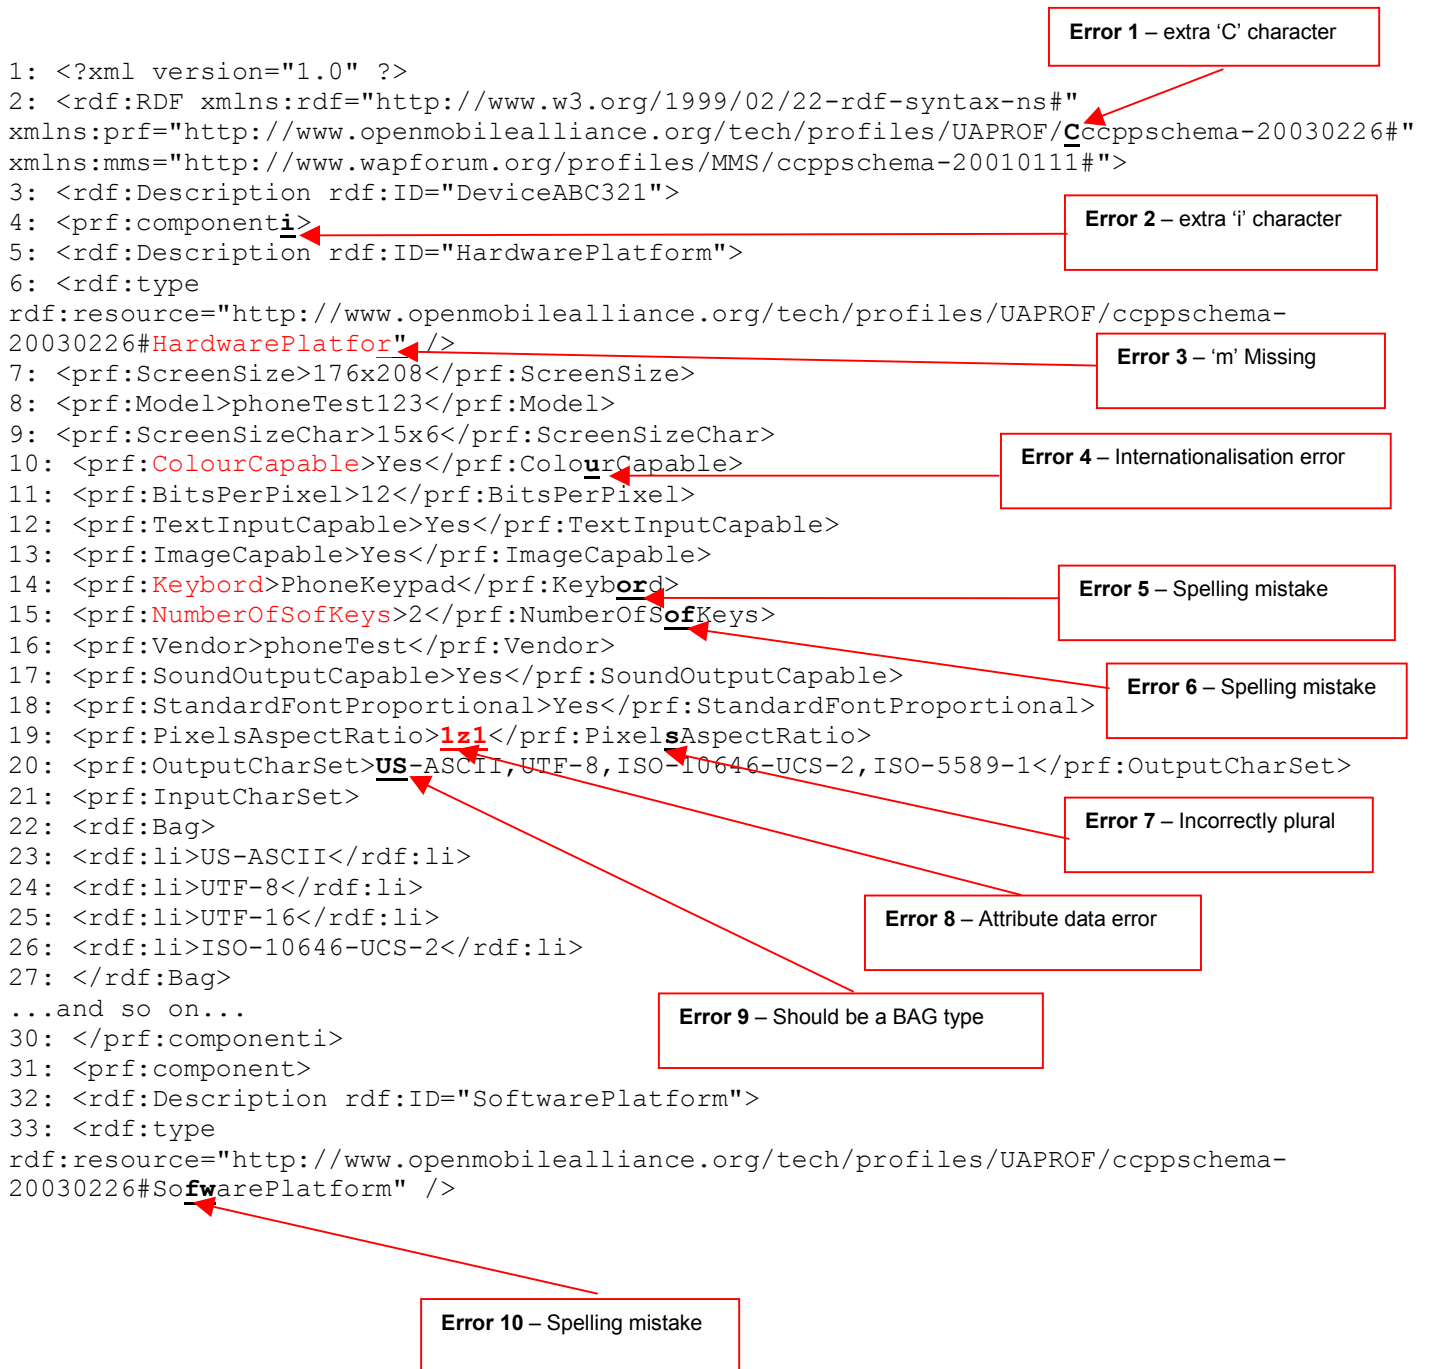 Error 1 – extra ‘C’ character
1: <?xml version="1.0" ?>
2: <rdf:RDF xmlns:rdf="http://www.w3.org/1999/02/22-rdf-syntax-ns#"
xmlns:prf="http://www.openmobilealliance.org/tech/profiles/UAPROF/Cccppschema-20030226#"
xmlns:mms="http://www.wapforum.org/profiles/MMS/ccppschema-20010111#">
3: <rdf:Description rdf:ID="DeviceABC321">
4: <prf:componenti>
Error 2 – extra ‘i’ character
5: <rdf:Description rdf:ID="HardwarePlatform">
6: <rdf:type
rdf:resource="http://www.openmobilealliance.org/tech/profiles/UAPROF/ccppschema-
20030226#HardwarePlatfor" />
Error 3 – ‘m’ Missing
7: <prf:ScreenSize>176x208</prf:ScreenSize>
8: <prf:Model>phoneTest123</prf:Model>
9: <prf:ScreenSizeChar>15x6</prf:ScreenSizeChar>
10: <prf:ColourCapable>Yes</prf:ColourCapable>
Error 4 – Internationalisation error
11: <prf:BitsPerPixel>12</prf:BitsPerPixel>
12: <prf:TextInputCapable>Yes</prf:TextInputCapable>
13: <prf:ImageCapable>Yes</prf:ImageCapable>
14: <prf:Keybord>PhoneKeypad</prf:Keybord>
Error 5 – Spelling mistake
15: <prf:NumberOfSofKeys>2</prf:NumberOfSofKeys>
16: <prf:Vendor>phoneTest</prf:Vendor>
17: <prf:SoundOutputCapable>Yes</prf:SoundOutputCapable>
Error 6 – Spelling mistake
18: <prf:StandardFontProportional>Yes</prf:StandardFontProportional>
19: <prf:PixelsAspectRatio>1z1</prf:PixelsAspectRatio>
20: <prf:OutputCharSet>US-ASCII,UTF-8,ISO-10646-UCS-2,ISO-5589-1</prf:OutputCharSet>
21: <prf:InputCharSet>
Error 7 – Incorrectly plural
22: <rdf:Bag>
23: <rdf:li>US-ASCII</rdf:li>
24: <rdf:li>UTF-8</rdf:li>
25: <rdf:li>UTF-16</rdf:li>
Error 8 – Attribute data error
26: <rdf:li>ISO-10646-UCS-2</rdf:li>
27: </rdf:Bag>
...and so on...
Error 9 – Should be a BAG type
30: </prf:componenti>
31: <prf:component>
32: <rdf:Description rdf:ID="SoftwarePlatform">
33: <rdf:type
rdf:resource="http://www.openmobilealliance.org/tech/profiles/UAPROF/ccppschema-
20030226#SofwarePlatform" />
Error 10 – Spelling mistake